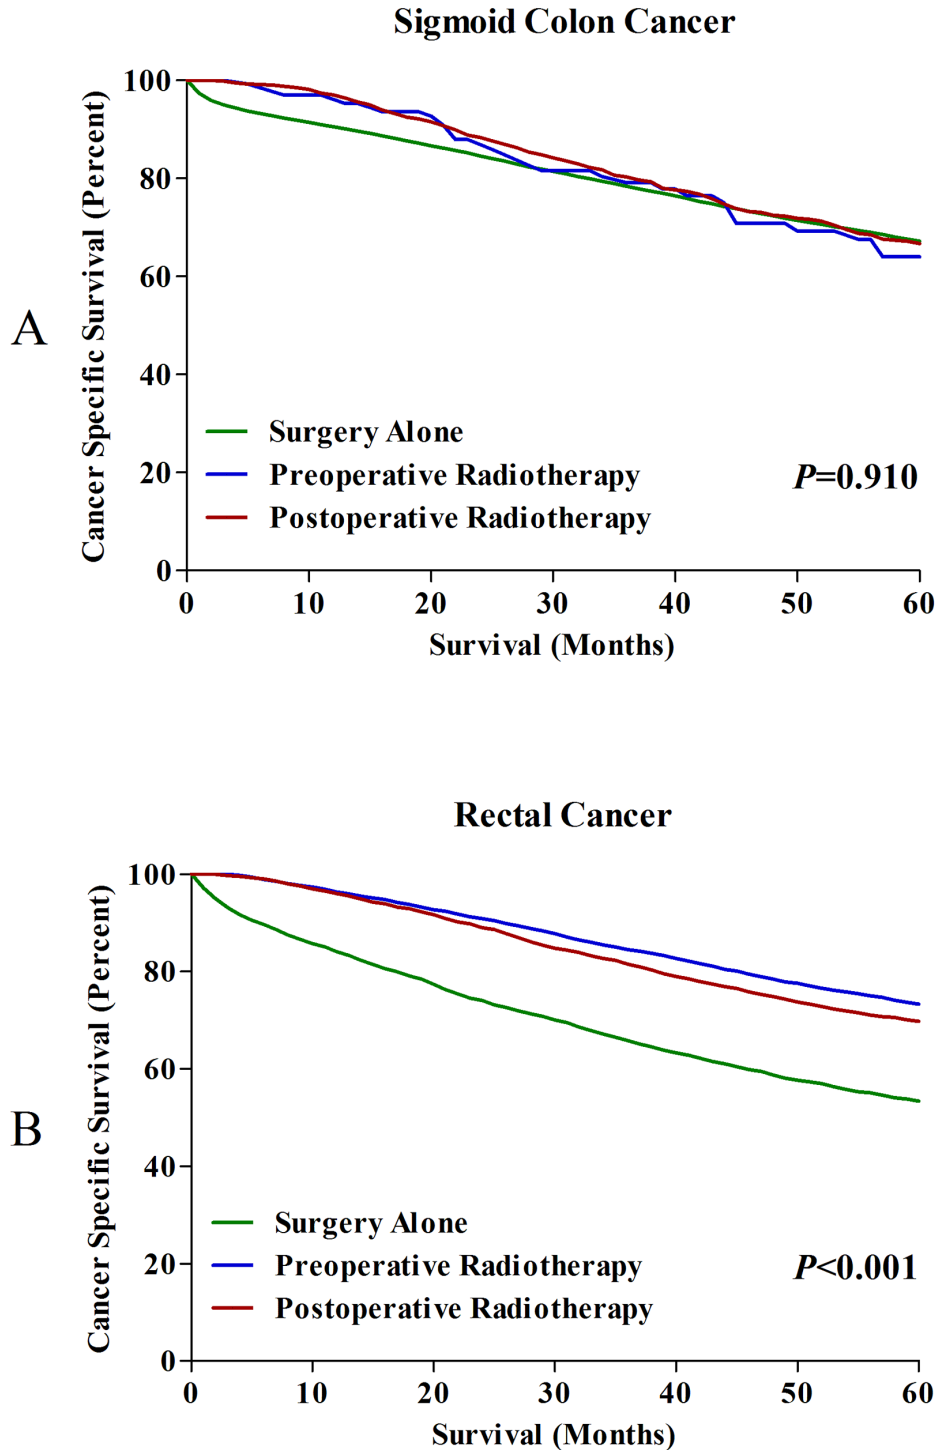 Sigmoid Colon Cancer
A
Cancer Specific Survival (Percent)
100
80
60
40
20
0
Surgery Alone
Preoperative Radiotherapy
Postoperative Radiotherapy
P=0.910
0 10 20 30 40 50 60
Survival (Months)
Rectal Cancer
B
Cancer Specific Survival (Percent)
100
80
60
40
20
0
Surgery Alone
Preoperative Radiotherapy
Postoperative Radiotherapy
P<0.001
0 10 20 30 40 50 60
Survival (Months)